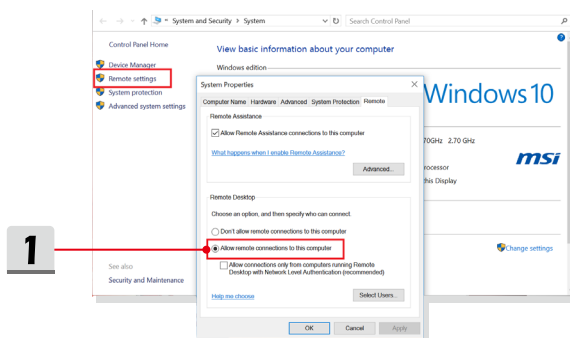 System and Security > System
Search Control Panel
Control Panel Home
Device Manager
Remote settings
System protection
Advanced system settings
View basic information about your computer
Windows edition
System Properties
Computer Name Hardware Advanced System Protection Remote
Remote Assistance
Allow Remote Assistance connections to this computer
What happens when I enable Remote Assistance?
Advanced...
Remote Desktop
Choose an option, and then specify who can connect.
Don't allow remote connections to this computer
Allow remote connections to this computer
Allow connections only from computers running Remote
Desktop with Network Level Authentication (recommended)
Help me choose
Select Users...
OK Cancel Apply
Windows 10
70GHz 2.70 GHz
rocessor
this Display
msi
Change settings
1
See also
Security and Maintenance